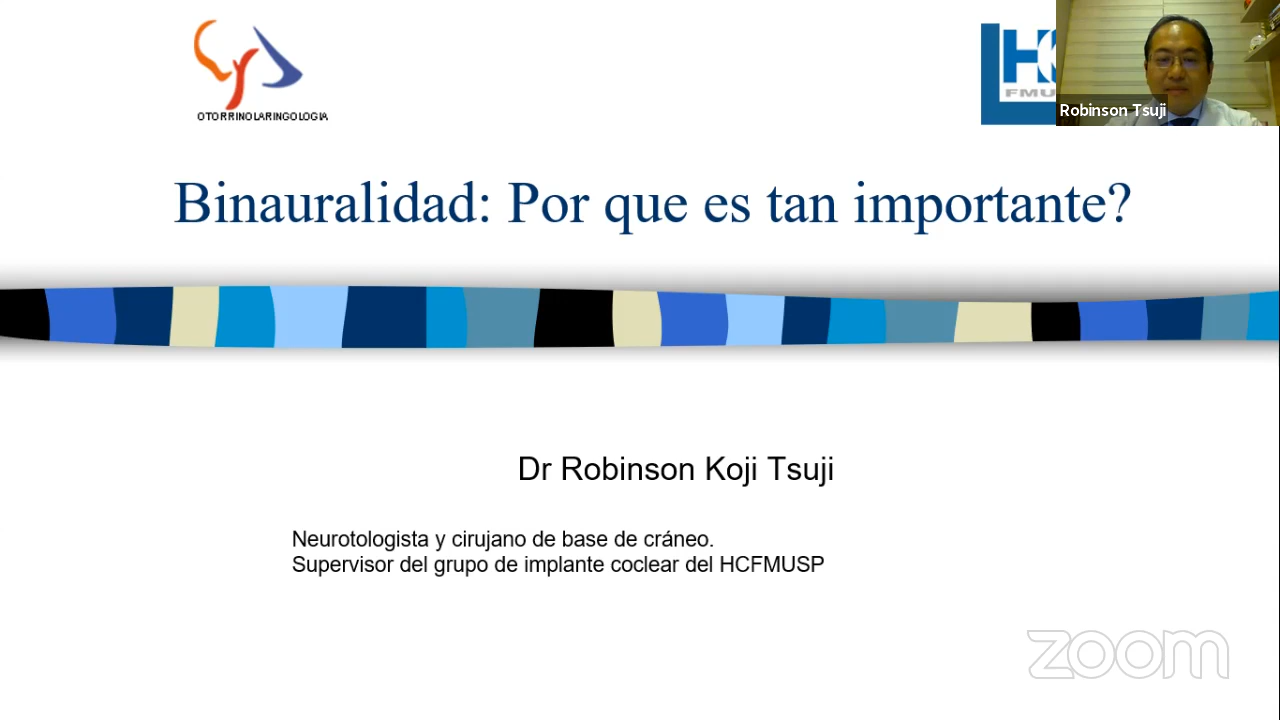 OTORRINOLARINGOLOGIA
FMU
Robinson Tsuji
Binauralidad: Por que es tan importante?
Dr Robinson Koji Tsuji
Neurotologista y cirujano de base de cráneo.
Supervisor del grupo de implante coclear del HCFMUSP
zoom